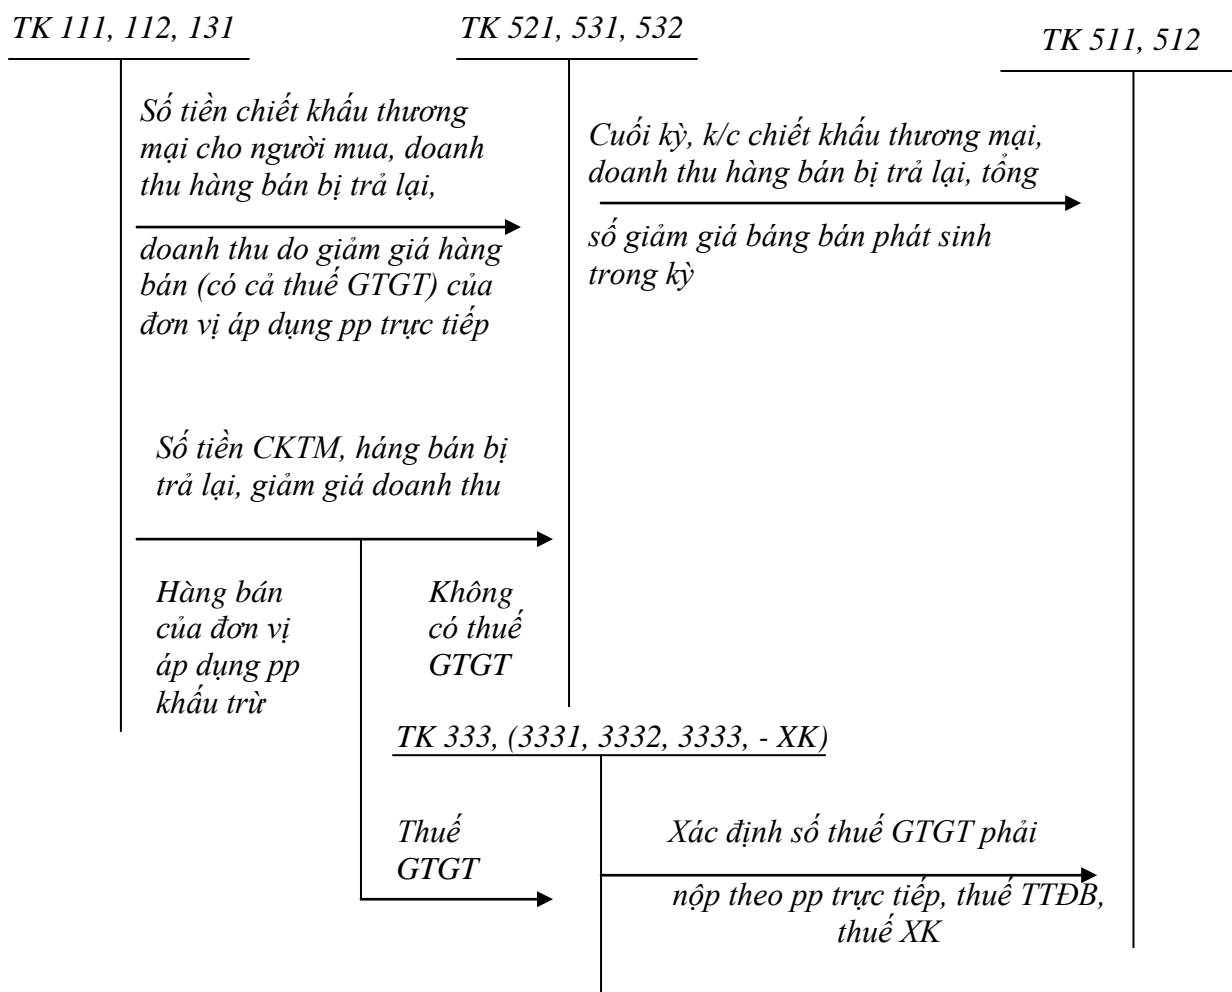 TK 111, 112, 131
TK 521, 531, 532
TK 511, 512
Số tiền chiết khấu thương
mại cho người mua, doanh
thu hàng bán bị trả lại,
doanh thu do giảm giá hàng
bán (có cả thuế GTGT) của
đơn vị áp dụng pp trực tiếp
Cuối kỳ, k/c chiết khấu thương mại,
doanh thu hàng bán bị trả lại, tổng
số giảm giá báng bán phát sinh
trong kỳ
Số tiền CKTM, háng bán bị
trả lại, giảm giá doanh thu
Hàng bán
của đơn vị
áp dụng pp
khấu trừ
Không
có thuế
GTGT
TK 333, (3331, 3332, 3333, - XK)
Thuế
GTGT
Xác định số thuế GTGT phải
nộp theo pp trực tiếp, thuế TTĐB,
thuế XK